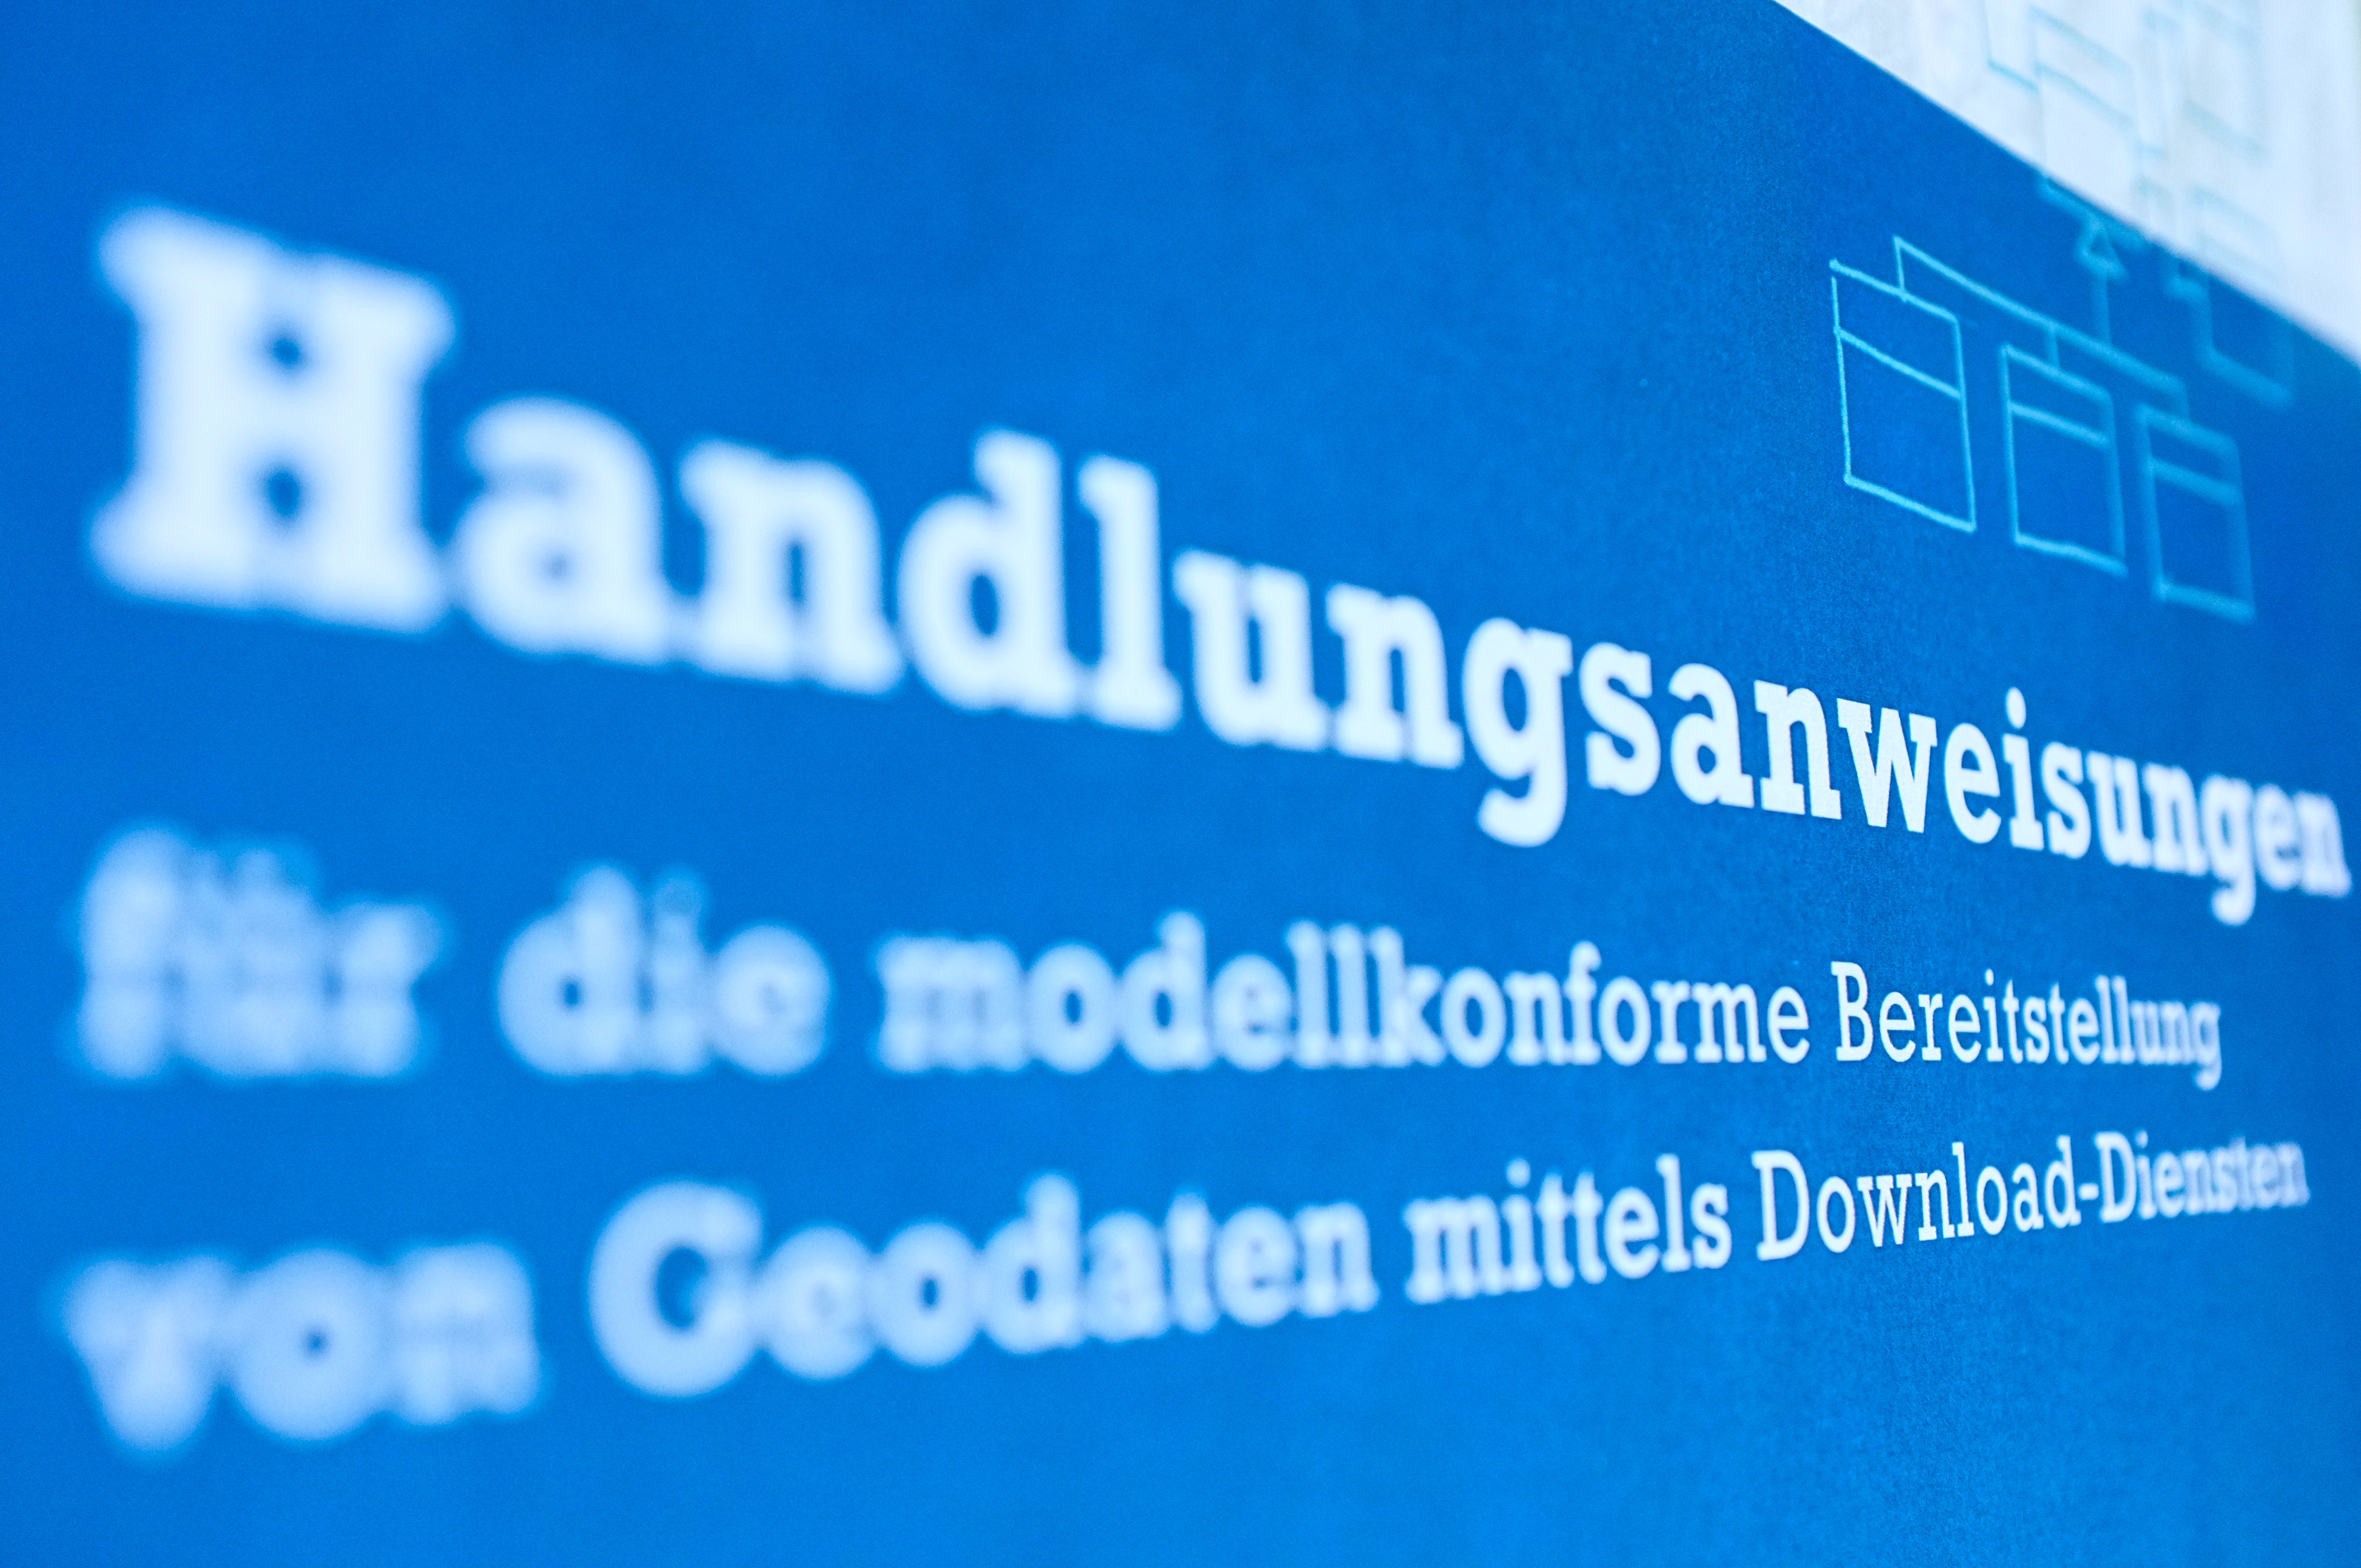 Handlungsanweisungen
für die modellkonforme Bereitstellung
von Geodaten mittels Download-Diensten